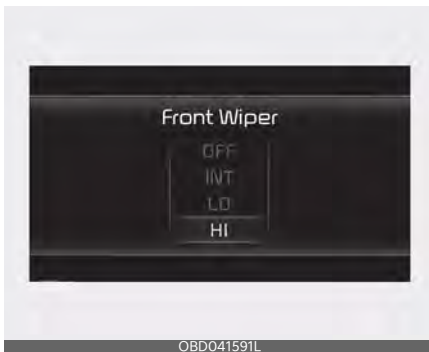 Front Wiper
OFF
INT
LO
HI
OBD041591L